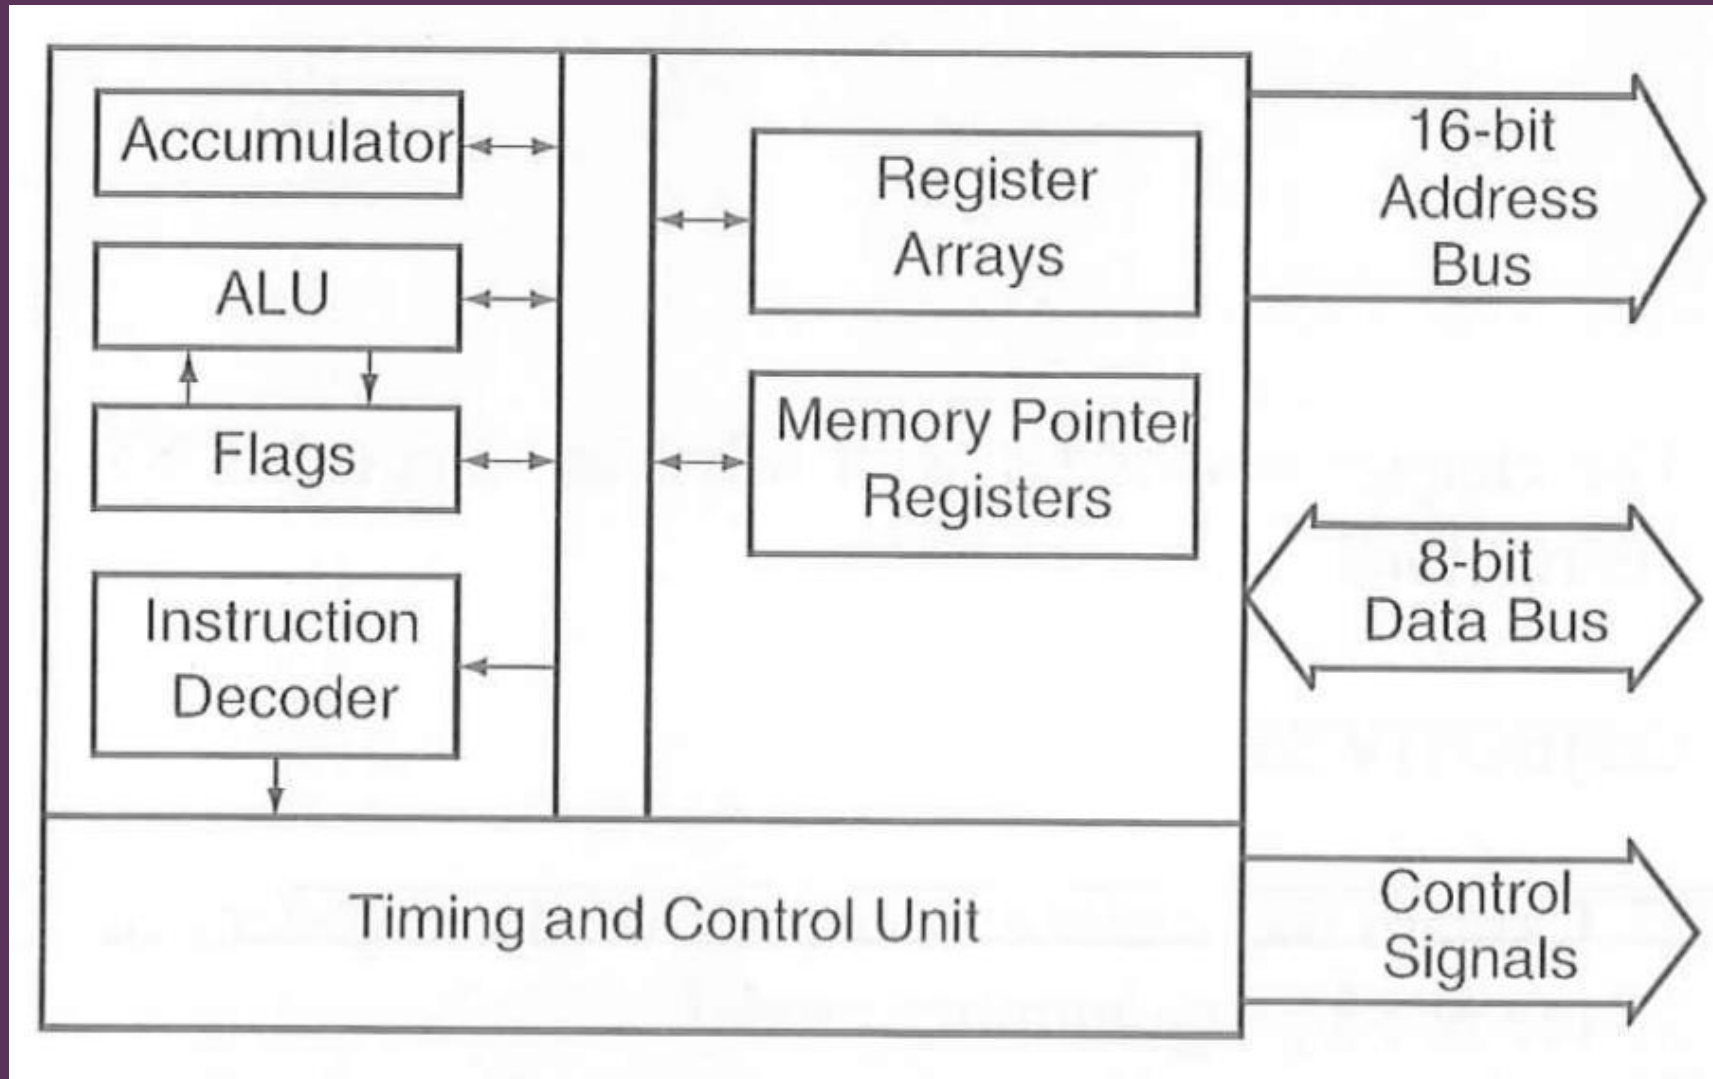 Accumulator
ALU
Flags
Instruction
Decoder
Register
Arrays
Memory Pointer
Registers
Timing and Control Unit
16-bit
Address
Bus
8-bit
Data Bus
Control
Signals